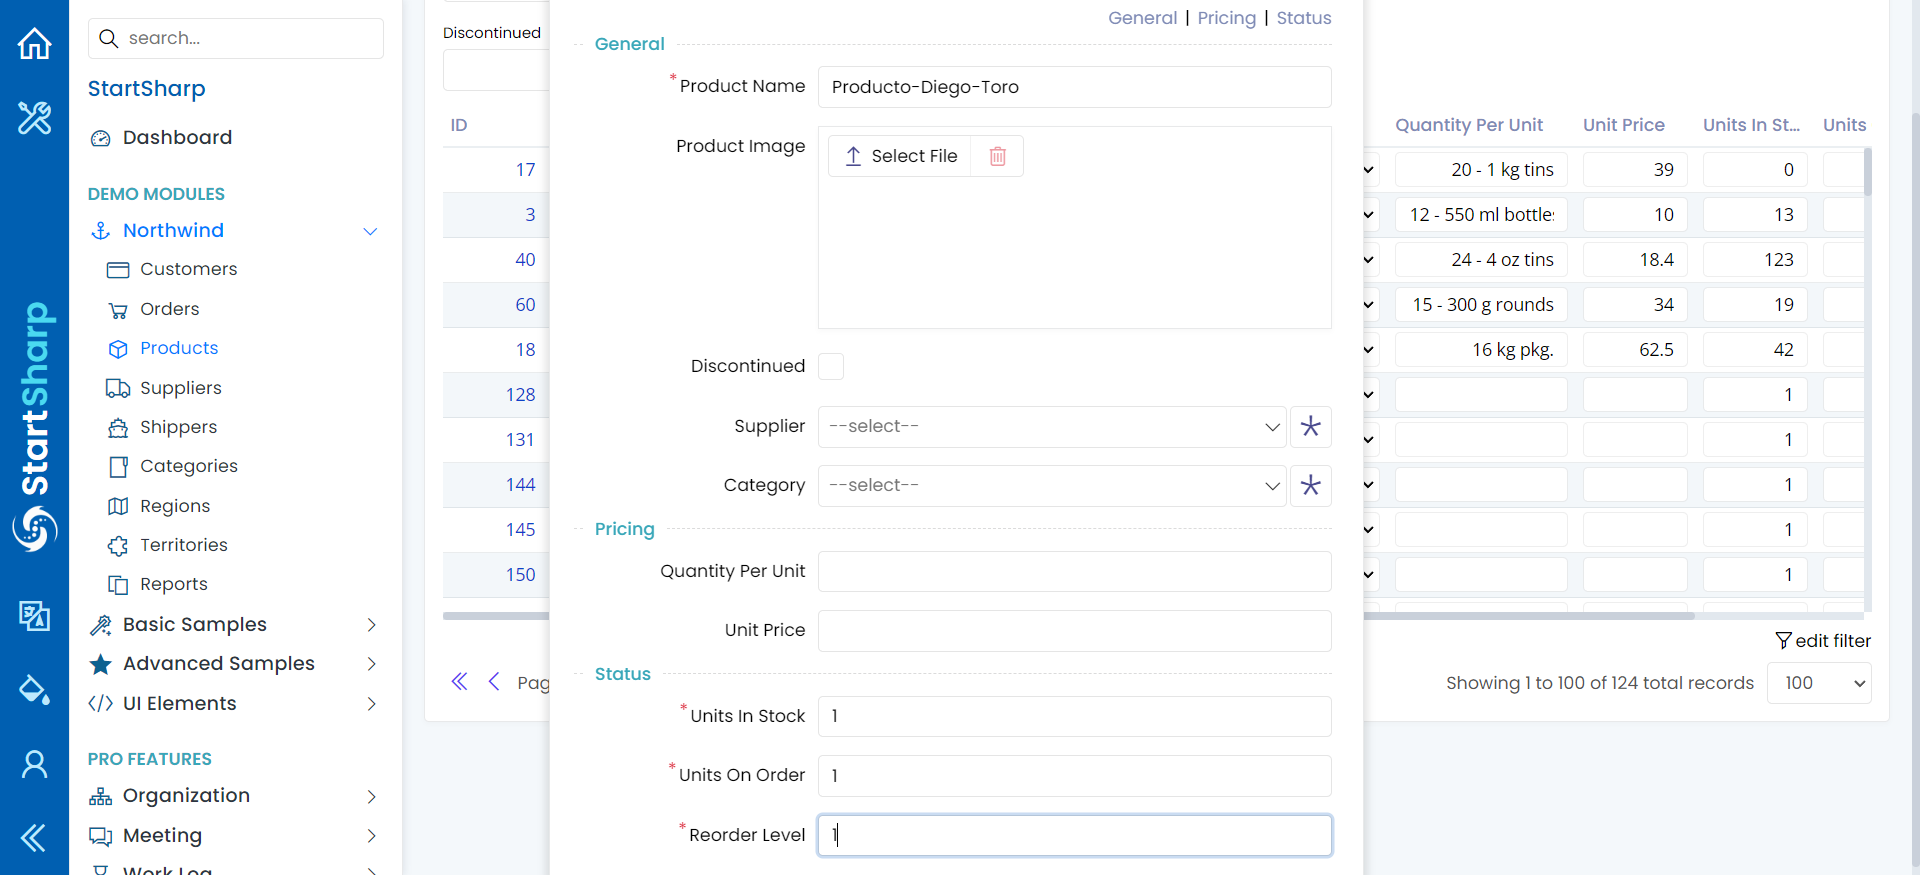 search...
StartSharp
Dashboard
DEMO MODULES
Northwind
Customers
Orders
Products
Suppliers
Shippers
Categories
Regions
Territories
Reports
Basic Samples
Advanced Samples
UI Elements
PRO FEATURES
Organization
Meeting
Work Log
StartSharp
Discontinued
ID
17
3
40
60
18
128
131
144
145
150
General | Pricing | Status
General
* Product Name Producto-Diego-Toro
Product Image Select File
Discontinued
Supplier --select--
Category --select--
Pricing
Quantity Per Unit
Unit Price
Status
* Units In Stock 1
* Units On Order 1
* Reorder Level 1
Quantity Per Unit Unit Price Units In St... Units
20 - 1 kg tins 39 0
12 - 550 ml bottles 10 13
24 - 4 oz tins 18.4 123
15 - 300 g rounds 34 19
16 kg pkg. 62.5 42
1
1
1
1
1
edit filter
Pag
Showing 1 to 100 of 124 total records 100